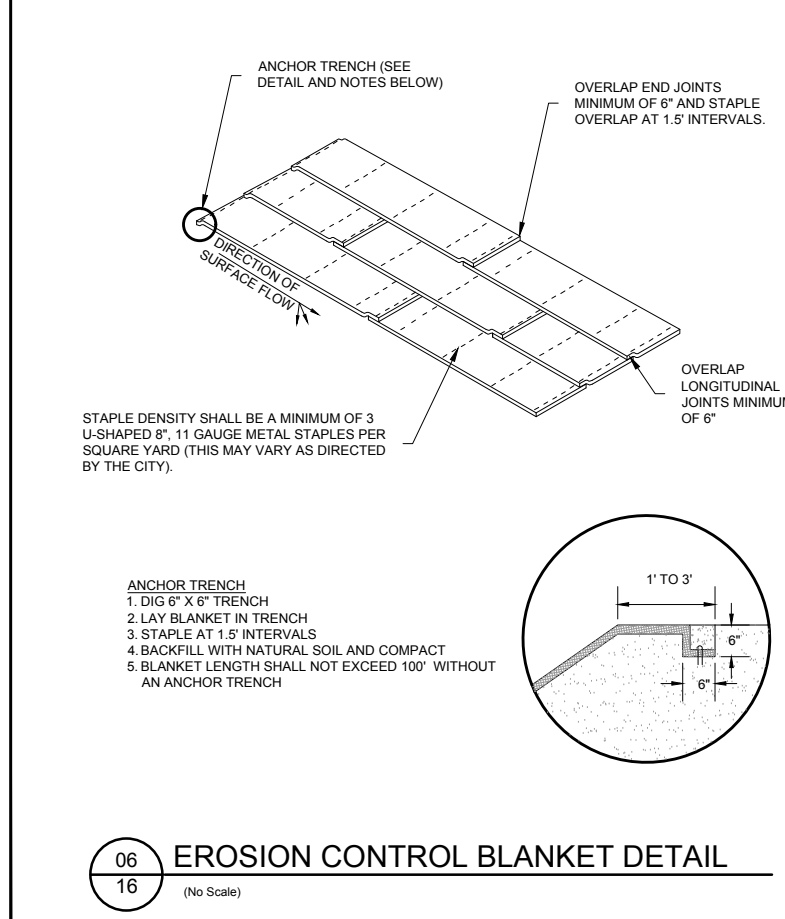 ANCHOR TRENCH (SEE
DETAIL AND NOTES BELOW)
OVERLAP END JOINTS
MINIMUM OF 6" AND STAPLE
OVERLAP AT 1.5' INTERVALS.
DIRECTION OF
SURFACE FLOW
OVERLAP
LONGITUDINAL
JOINTS MINIMUM
OF 6"
STAPLE DENSITY SHALL BE A MINIMUM OF 3
U-SHAPED 8", 11 GAUGE METAL STAPLES PER
SQUARE YARD (THIS MAY VARY AS DIRECTED
BY THE CITY).
ANCHOR TRENCH
1. DIG 6" X 6" TRENCH
2. LAY BLANKET IN TRENCH
3. STAPLE AT 1.5' INTERVALS
4. BACKFILL WITH NATURAL SOIL AND COMPACT
5. BLANKET LENGTH SHALL NOT EXCEED 100' WITHOUT
AN ANCHOR TRENCH
1' TO 3'
6"
6"
06
16
EROSION CONTROL BLANKET DETAIL
(No Scale)